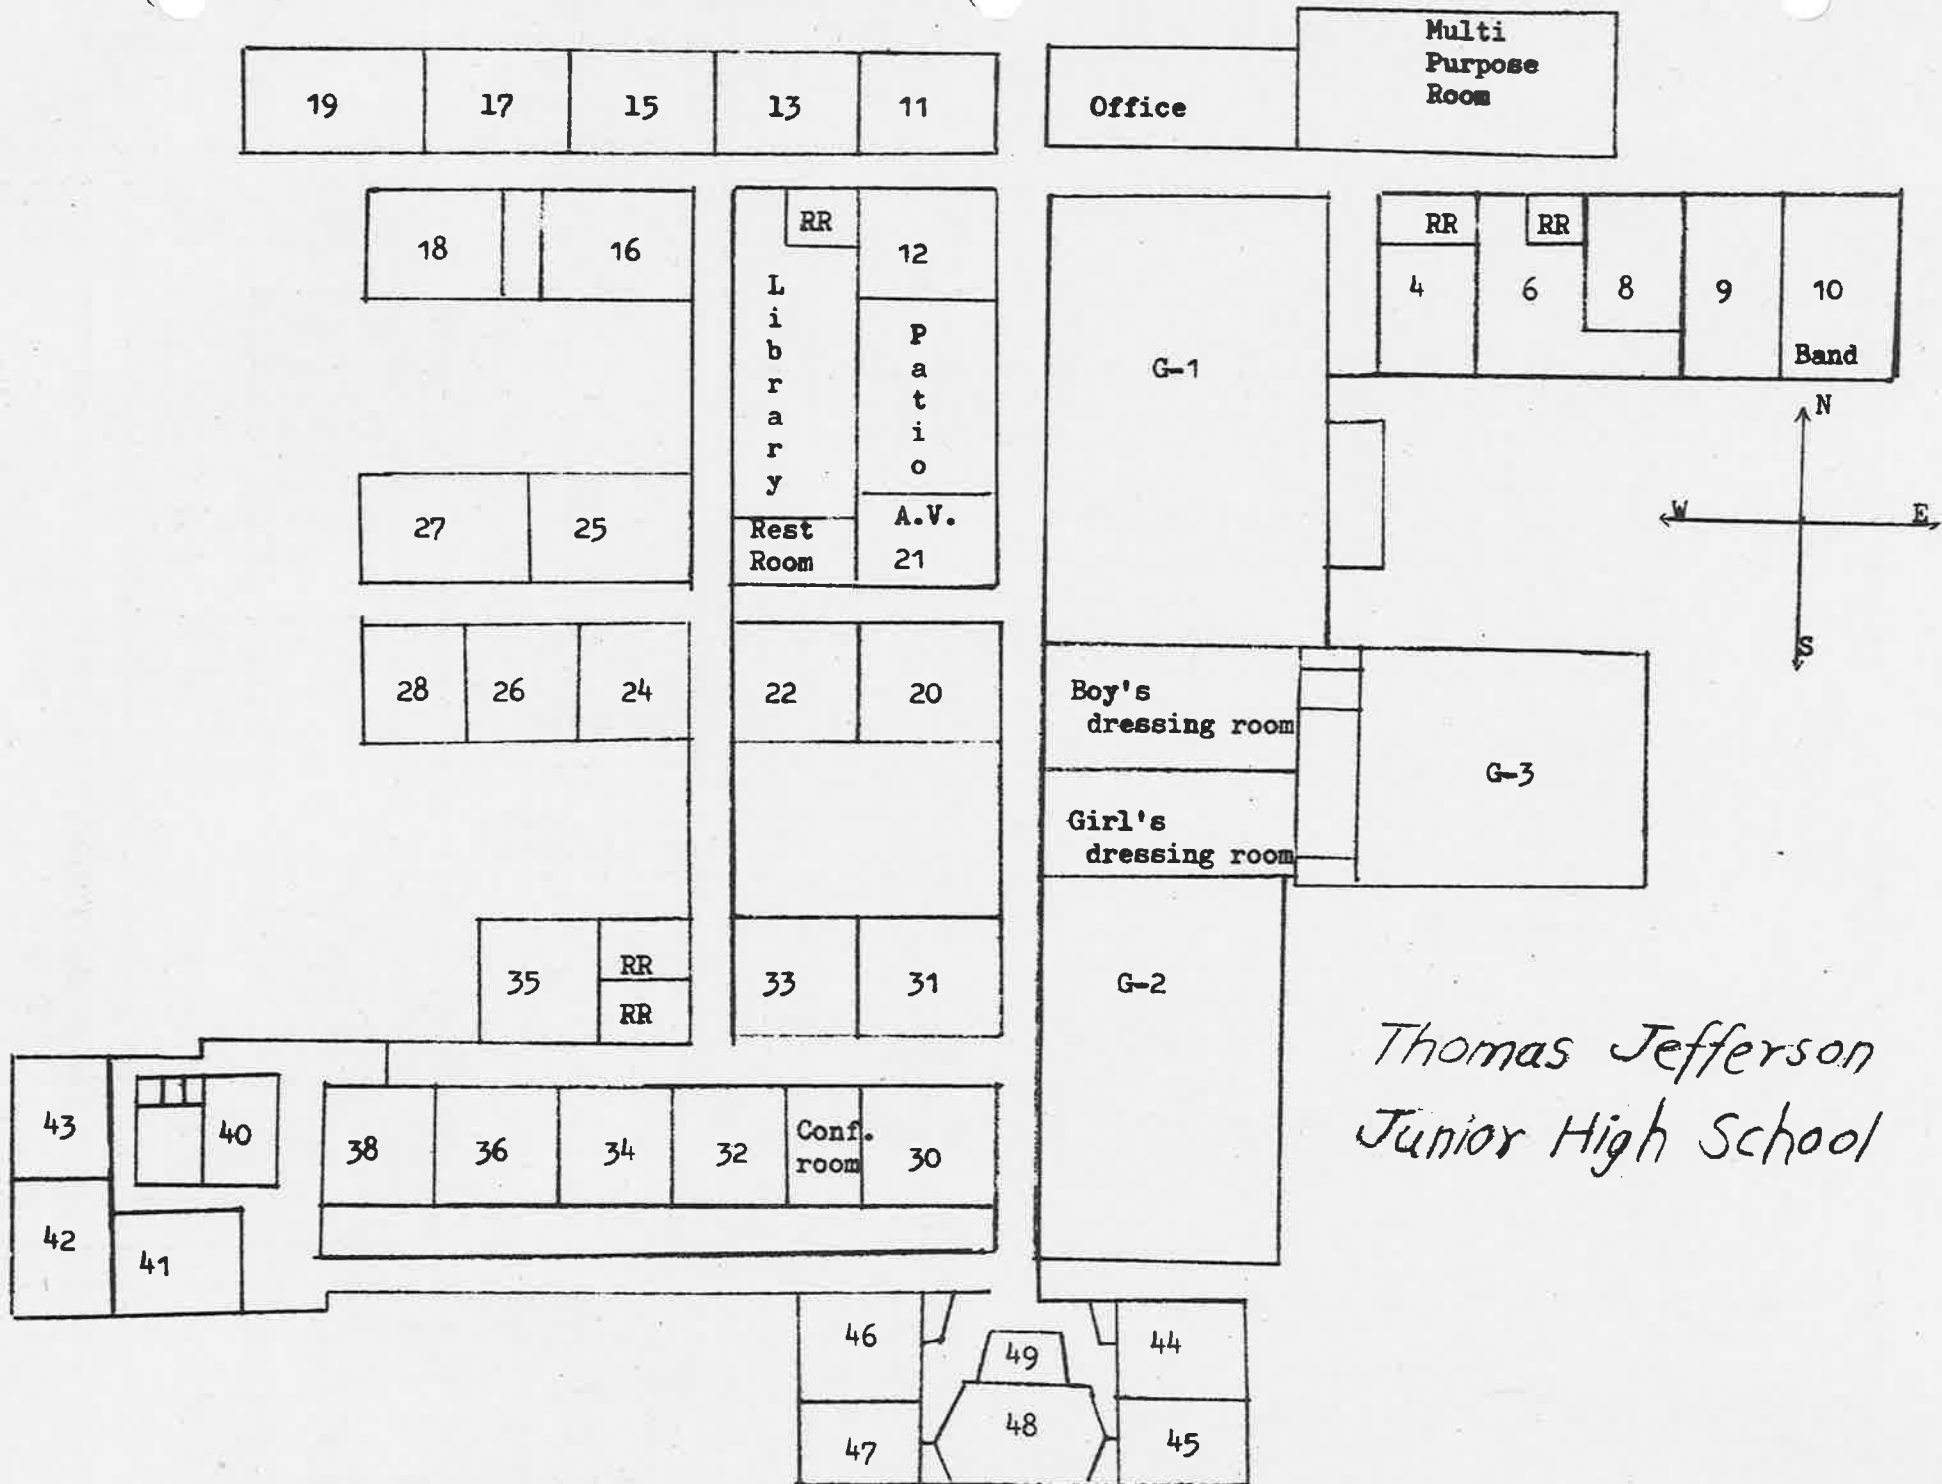 Multi
Purpose
Room
19
17
15
13
11
Office
RR
RR
RR
18
16
12
4
6
8
9
10
Band
L
i
b
r
a
r
y
P
a
t
i
o
G-1
N
W
E
S
27
25
Rest
Room
A.V.
21
28
26
24
22
20
Boy's
dressing room
G-3
Girl's
dressing room
35
RR
RR
33
31
G-2
Thomas Jefferson
Junior High School
43
40
38
36
34
32
Conf.
room
30
42
41
46
49
44
47
48
45